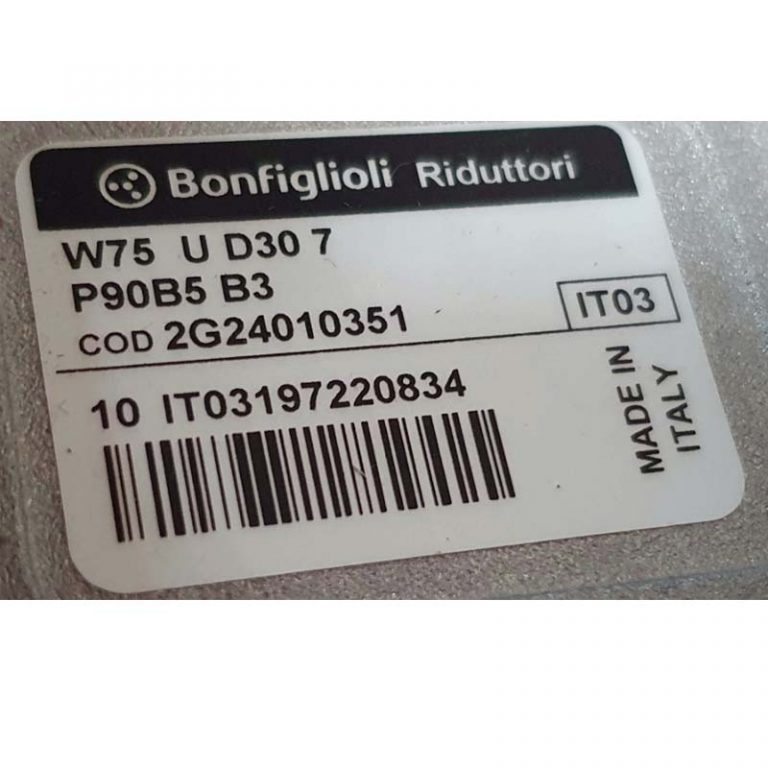 Bonfiglioli Riduttori
W75 U D30 7
P90B5 B3
COD 2G24010351
IT03
10 IT03197220834
MADE IN
ITALY